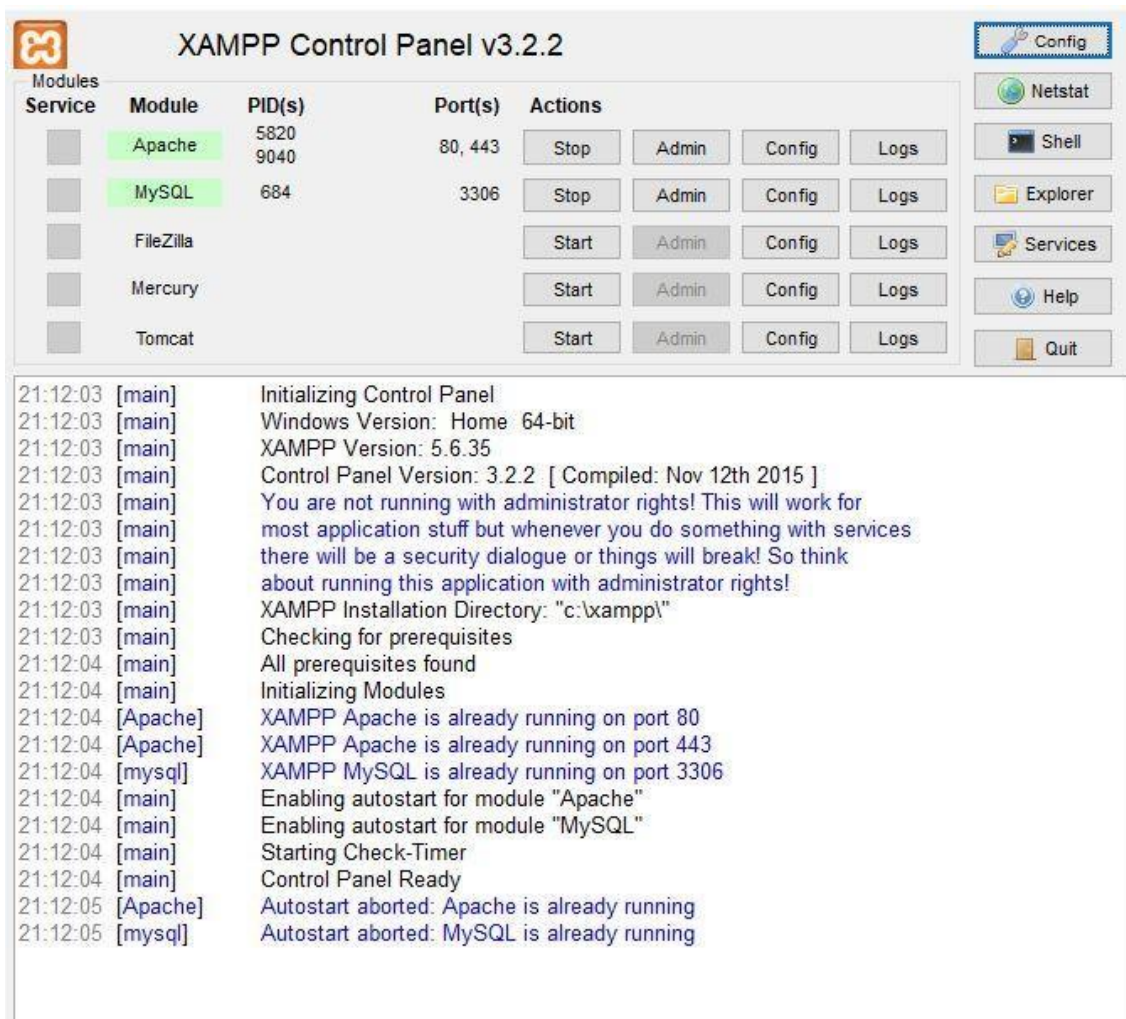 XAMPP Control Panel v3.2.2
Config
Modules
Service Module PID(s) Port(s) Actions
Netstat
Apache 5820 9040 80, 443 Stop Admin Config Logs
Shell
MySQL 684 3306 Stop Admin Config Logs
Explorer
FileZilla Start Admin Config Logs
Services
Mercury Start Admin Config Logs
Help
Tomcat Start Admin Config Logs
Quit
21:12:03 [main] Initializing Control Panel
21:12:03 [main] Windows Version: Home 64-bit
21:12:03 [main] XAMPP Version: 5.6.35
21:12:03 [main] Control Panel Version: 3.2.2 [ Compiled: Nov 12th 2015 ]
21:12:03 [main] You are not running with administrator rights! This will work for
21:12:03 [main] most application stuff but whenever you do something with services
21:12:03 [main] there will be a security dialogue or things will break! So think
21:12:03 [main] about running this application with administrator rights!
21:12:03 [main] XAMPP Installation Directory: "c:\xampp\"
21:12:03 [main] Checking for prerequisites
21:12:04 [main] All prerequisites found
21:12:04 [main] Initializing Modules
21:12:04 [Apache] XAMPP Apache is already running on port 80
21:12:04 [Apache] XAMPP Apache is already running on port 443
21:12:04 [mysql] XAMPP MySQL is already running on port 3306
21:12:04 [main] Enabling autostart for module "Apache"
21:12:04 [main] Enabling autostart for module "MySQL"
21:12:04 [main] Starting Check-Timer
21:12:04 [main] Control Panel Ready
21:12:05 [Apache] Autostart aborted: Apache is already running
21:12:05 [mysql] Autostart aborted: MySQL is already running